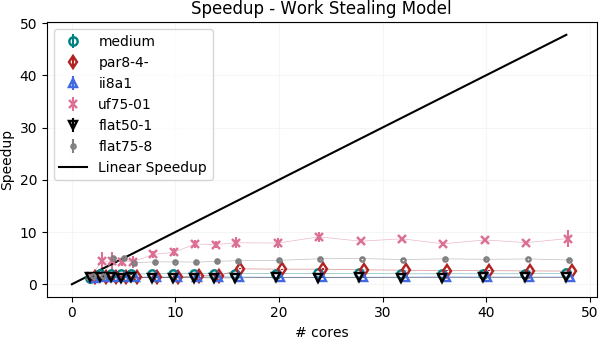 Speedup - Work Stealing Model
50
40
30
20
10
0
Speedup
medium
par8-4-
ii8a1
uf75-01
flat50-1
flat75-8
Linear Speedup
0 10 20 30 40 50
# cores